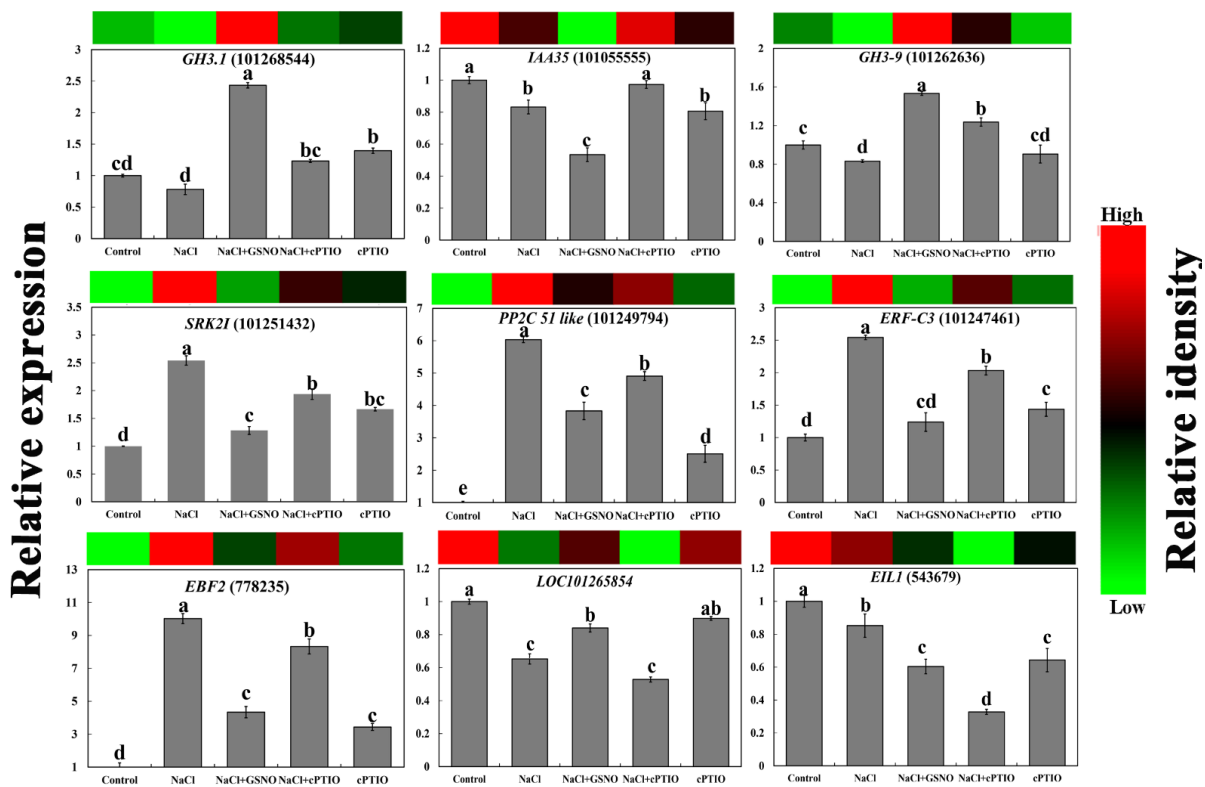 GH3.1 (101268544)
3
2.5
2
1.5
1
0.5
0
cd
d
a
bc
b
Control NaCl NaCl+GSNO NaCl+cPTIO cPTIO
IAA35 (101055555)
1.2
1
0.8
0.6
0.4
0.2
0
a
b
c
a
b
Control NaCl NaCl+GSNO NaCl+cPTIO cPTIO
GH3-9 (101262636)
2
1.6
1.2
0.8
0.4
0
c
d
a
b
cd
Control NaCl NaCl+GSNO NaCl+cPTIO cPTIO
Relative expression
SRK2I (101251432)
3.5
3
2.5
2
1.5
1
0.5
0
d
a
c
b
bc
Control NaCl NaCl+GSNO NaCl+cPTIO cPTIO
PP2C 51 like (101249794)
7
6
5
4
3
2
1
e
a
c
b
d
Control NaCl NaCl+GSNO NaCl+cPTIO cPTIO
ERF-C3 (101247461)
3
2.5
2
1.5
1
0.5
0
d
a
cd
b
c
Control NaCl NaCl+GSNO NaCl+cPTIO cPTIO
EBF2 (778235)
13
11
9
7
5
3
1
d
a
c
b
c
Control NaCl NaCl+GSNO NaCl+cPTIO cPTIO
LOC101265854
1.2
1
0.8
0.6
0.4
0.2
0
a
c
b
c
ab
Control NaCl NaCl+GSNO NaCl+cPTIO cPTIO
EIL1 (543679)
1.2
1
0.8
0.6
0.4
0.2
0
a
b
c
d
c
Control NaCl NaCl+GSNO NaCl+cPTIO cPTIO
High
Relative identity
Low